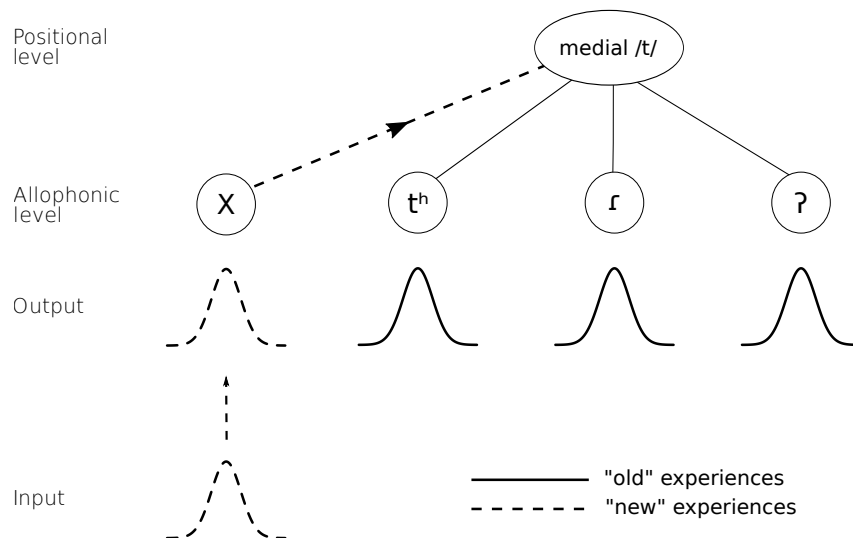 Positional
level
medial /t/
Allophonic
level
X
tʰ
ɾ
ʔ
Output
Input
"old" experiences
"new" experiences